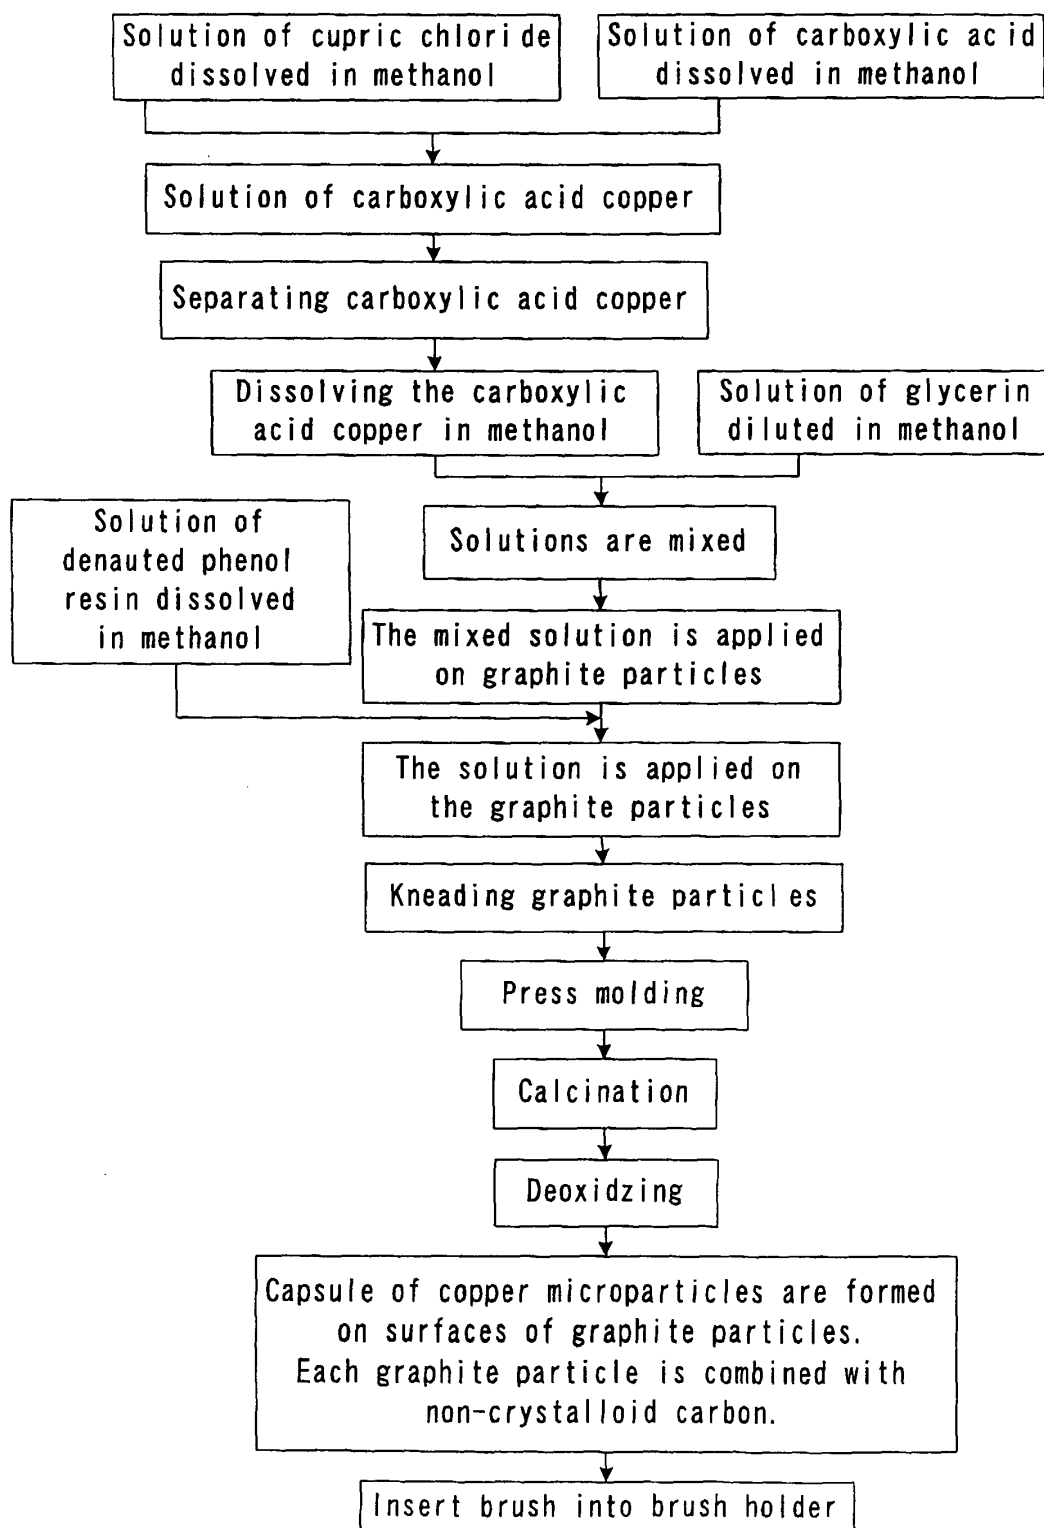 Solution of cupric chloride
dissolved in methanol
Solution of carboxylic acid
dissolved in methanol
Solution of carboxylic acid copper
Separating carboxylic acid copper
Dissolving the carboxylic
acid copper in methanol
Solution of glycerin
diluted in methanol
Solution of
denauted phenol
resin dissolved
in methanol
Solutions are mixed
The mixed solution is applied
on graphite particles
The solution is applied on
the graphite particles
Kneading graphite particles
Press molding
Calcination
Deoxidzing
Capsule of copper microparticles are formed
on surfaces of graphite particles.
Each graphite particle is combined with
non-crystalloid carbon.
Insert brush into brush holder